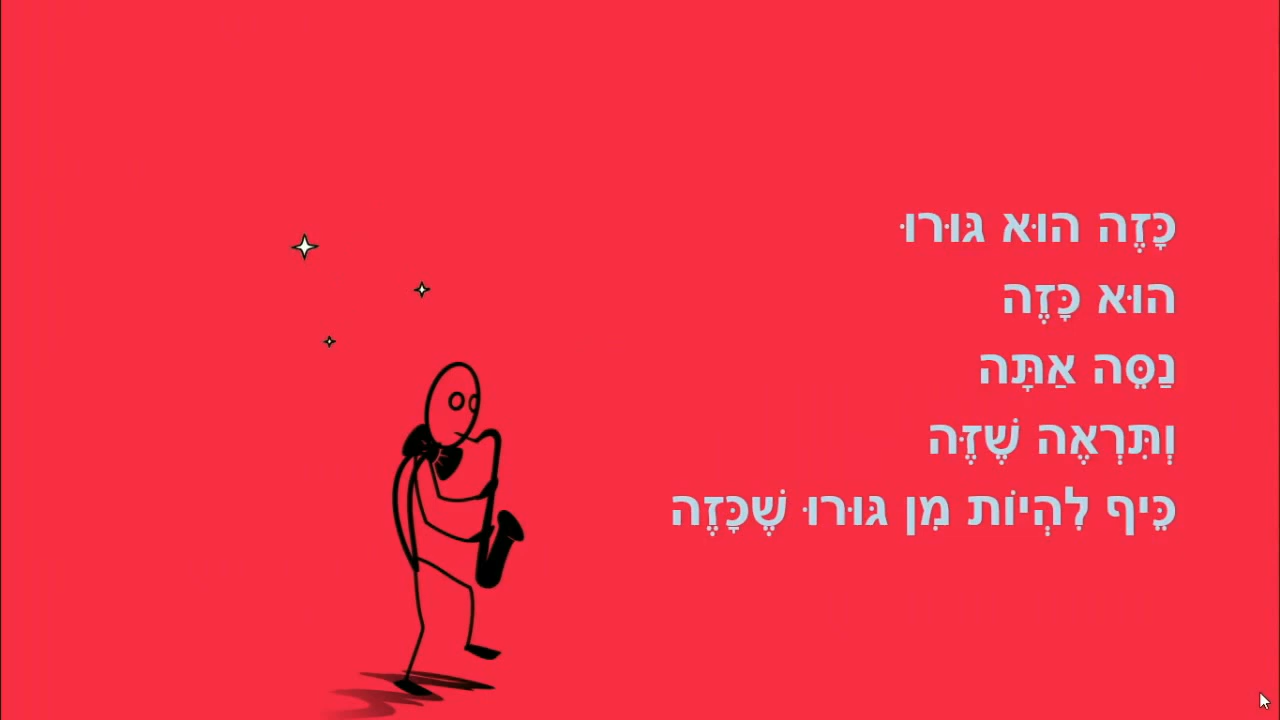 כָּזֶה הוּא גּוּרוּ
הוּא כָּזֶה
נַסֵּה אַתָּה
וְתִּרְאֶה שֶׁזֶּה
כֵּיף לִהְיוֹת מִן גּוּרוּ שֶׁכָּזֶה